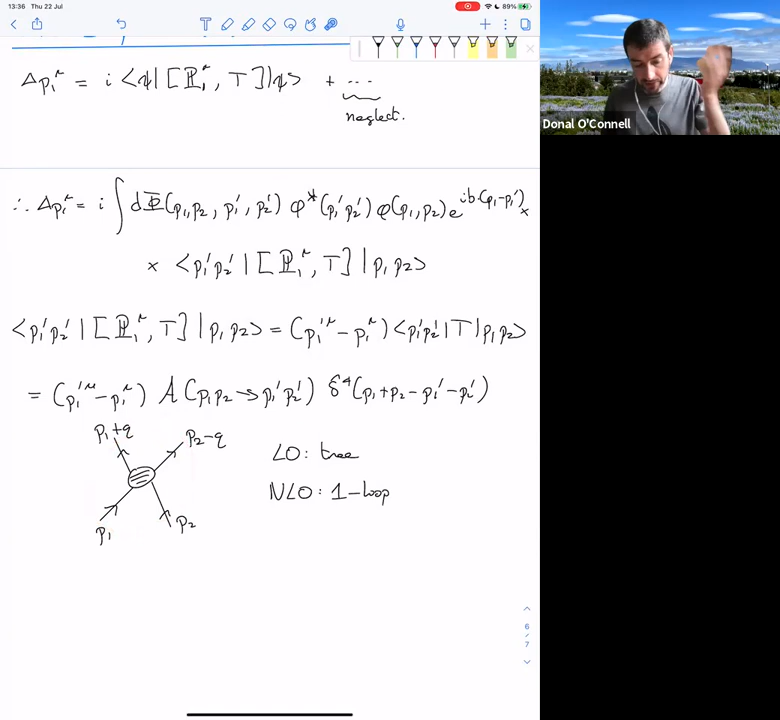 13:36 Thu 22 Jul
89%
Δp₁^μ = i <ψ| [ℙ₁^μ, T] |ψ> + ...
neglect.
∴ Δp₁^μ = i ∫ dΦ(p₁, p₂, p₁', p₂') φ*(p₁'p₂') φ(p₁, p₂) e^{ib·(p₁-p₁')} ×
× <p₁'p₂' | [ℙ₁^μ, T] | p₁ p₂>
<p₁'p₂' | [ℙ₁^μ, T] | p₁ p₂> = (p₁'^μ - p₁^μ) <p₁'p₂' | T | p₁ p₂>
= (p₁'^μ - p₁^μ) A (p₁ p₂ → p₁'p₂') δ⁴(p₁ + p₂ - p₁' - p₂')
p₁+q
p₂-q
LO: tree
NLO: 1-loop
p₁
p₂
6
/
7
Donal O'Connell